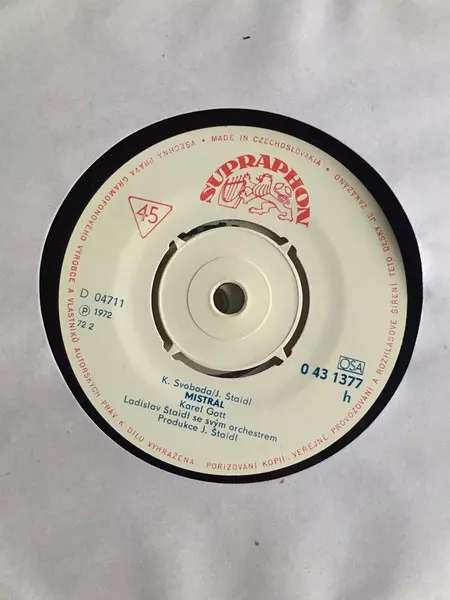 VŠECHNA PRÁVA GRAMOFONOVÉHO VÝROBCE A VLASTNÍKŮ AUTORSKÝCH PRÁV K DÍLU VYHRAŽENA. POŘIZOVÁNÍ KOPIÍ, VEŘEJNÉ PROVOZOVÁNÍ A ROZHLASOVÉ ŠÍŘENÍ TÉTO DESKY JE ZAKÁZÁNO • MADE IN CZECHOSLOVAKIA •
SUPRAPHON
45
D 04711
Ⓟ 1972
72 2
OSA
0 43 1377
h
K. Svoboda/J. Štaidl
MISTRAL
Karel Gott
Ladislav Štaidl se svým orchestrem
Produkce J. Štaidl